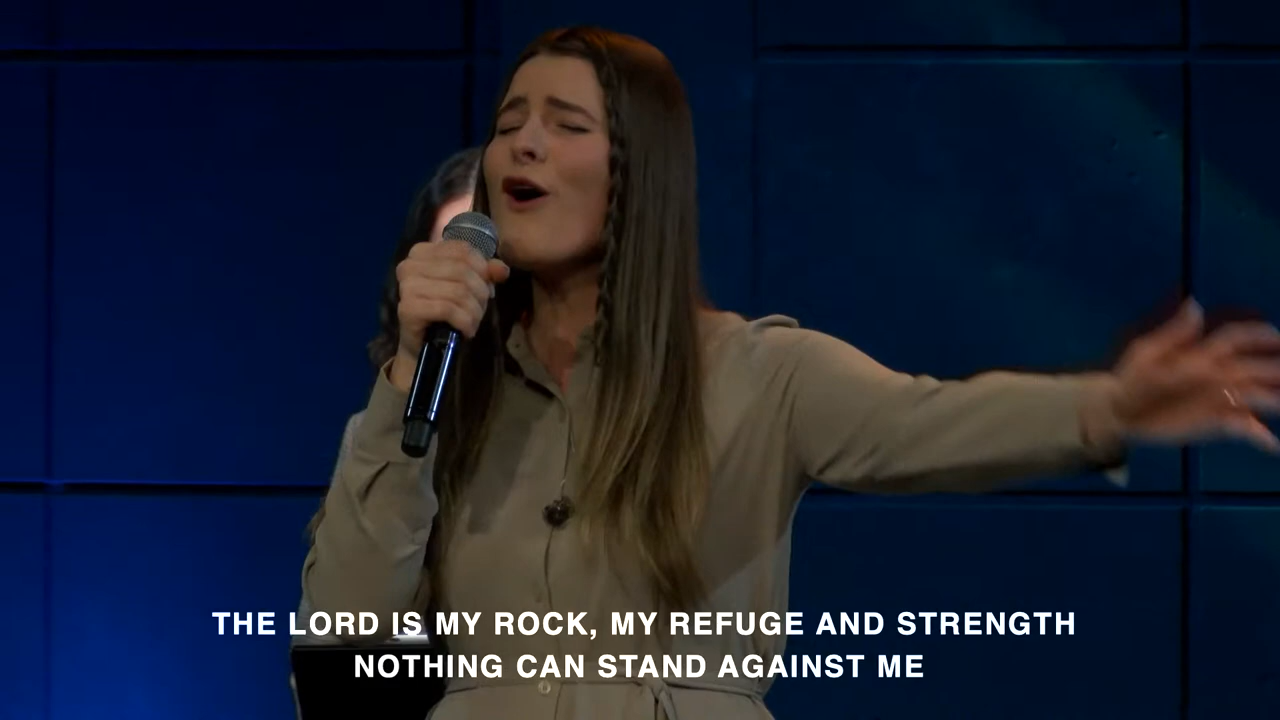 THE LORD IS MY ROCK, MY REFUGE AND STRENGTH
NOTHING CAN STAND AGAINST ME